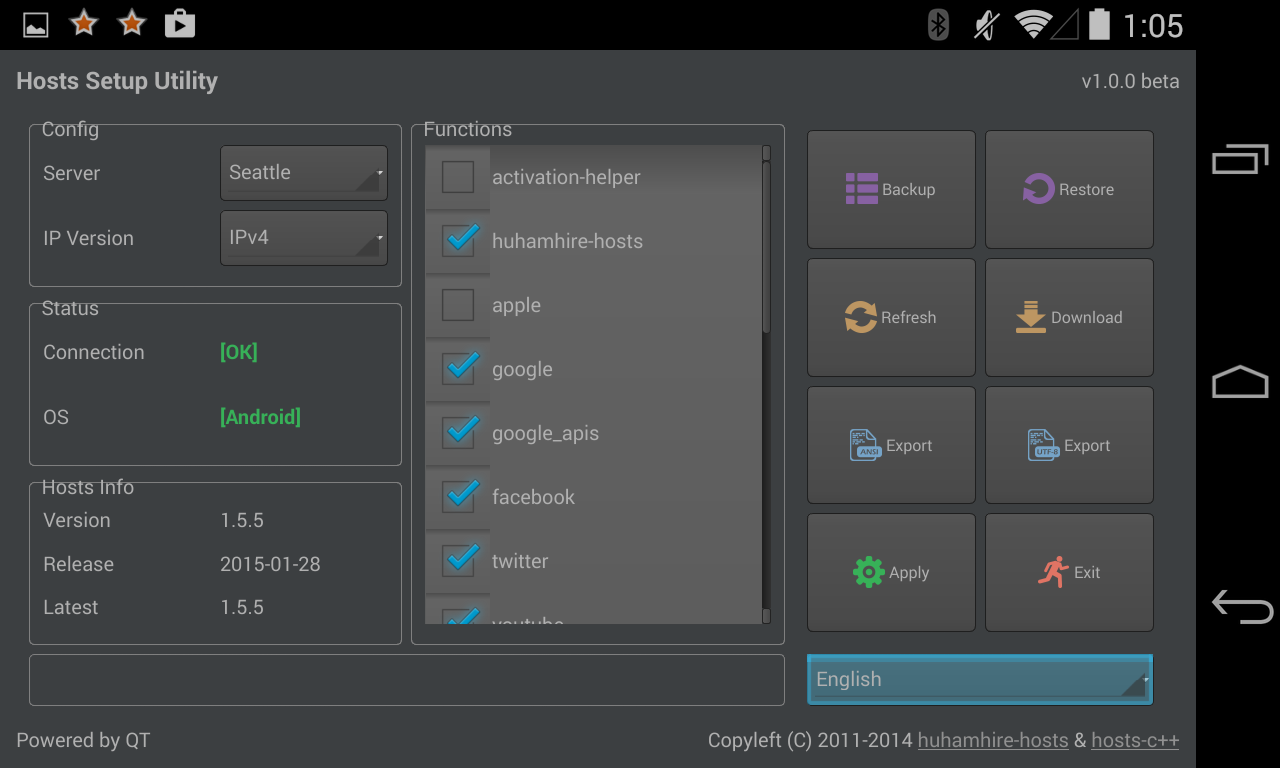 1:05
Hosts Setup Utility
v1.0.0 beta
Config
Server
Seattle
IP Version
IPv4
Status
Connection
[OK]
OS
[Android]
Hosts Info
Version
1.5.5
Release
2015-01-28
Latest
1.5.5
Functions
activation-helper
huhamhire-hosts
apple
google
google_apis
facebook
twitter
youtube
Backup
Restore
Refresh
Download
ANSI
Export
UTF-8
Export
Apply
Exit
English
Powered by QT
Copyleft (C) 2011-2014 huhamhire-hosts & hosts-c++